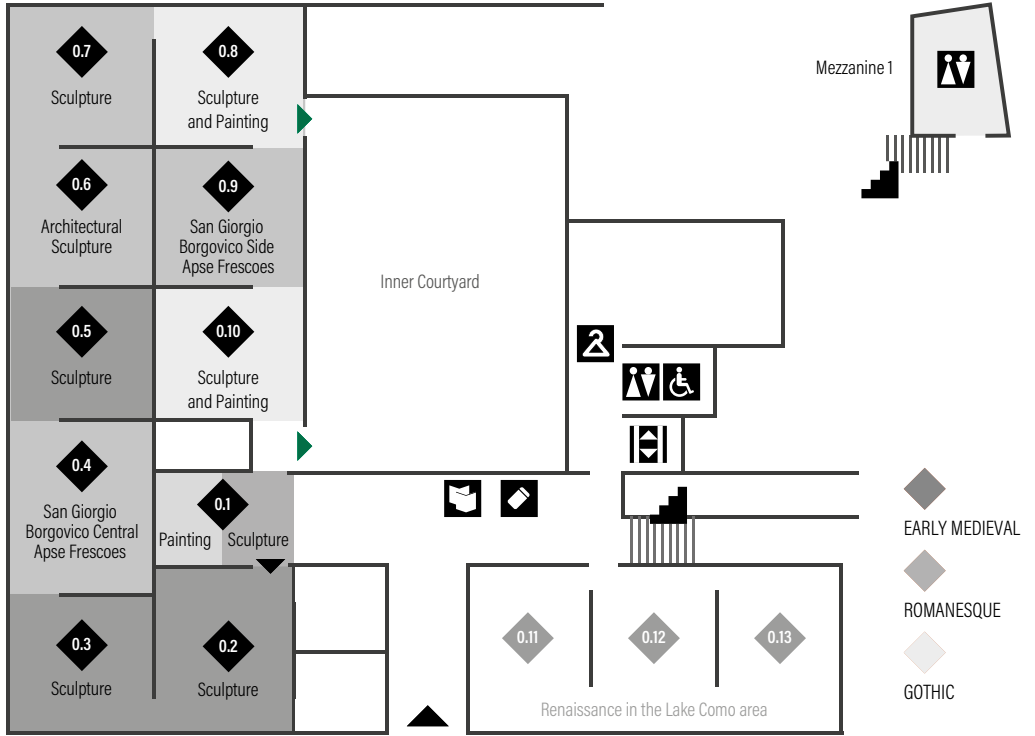 0.7
Sculpture
0.8
Sculpture
and Painting
Mezzanine 1
0.6
Architectural
Sculpture
0.9
San Giorgio
Borgovico Side
Apse Frescoes
Inner Courtyard
0.5
Sculpture
0.10
Sculpture
and Painting
0.4
San Giorgio
Borgovico Central
Apse Frescoes
0.1
Painting
Sculpture
0.3
Sculpture
0.2
Sculpture
0.11
0.12
0.13
Renaissance in the Lake Como area
EARLY MEDIEVAL
ROMANESQUE
GOTHIC